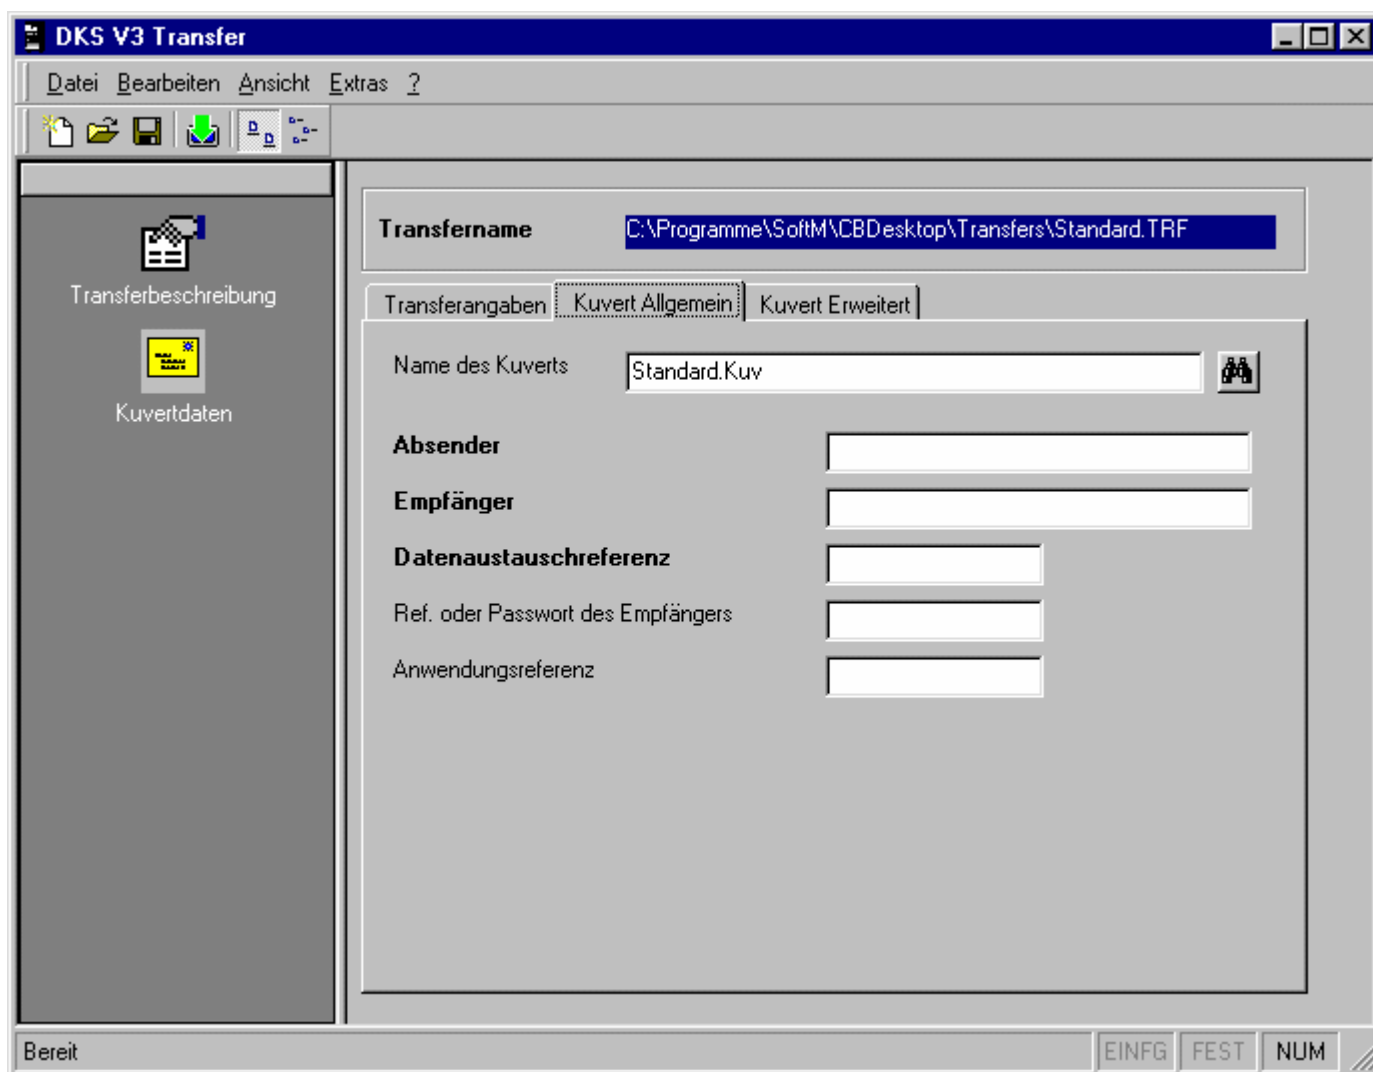 DKS V3 Transfer
Datei Bearbeiten Ansicht Extras ?
Transfername C:\Programme\SoftM\CBDesktop\Transfers\Standard.TRF
Transferbeschreibung
Kuvertdaten
Transferangaben Kuvert Allgemein Kuvert Erweitert
Name des Kuverts Standard.Kuv
Absender
Empfänger
Datenaustauschreferenz
Ref. oder Passwort des Empfängers
Anwendungsreferenz
Bereit EINFG FEST NUM